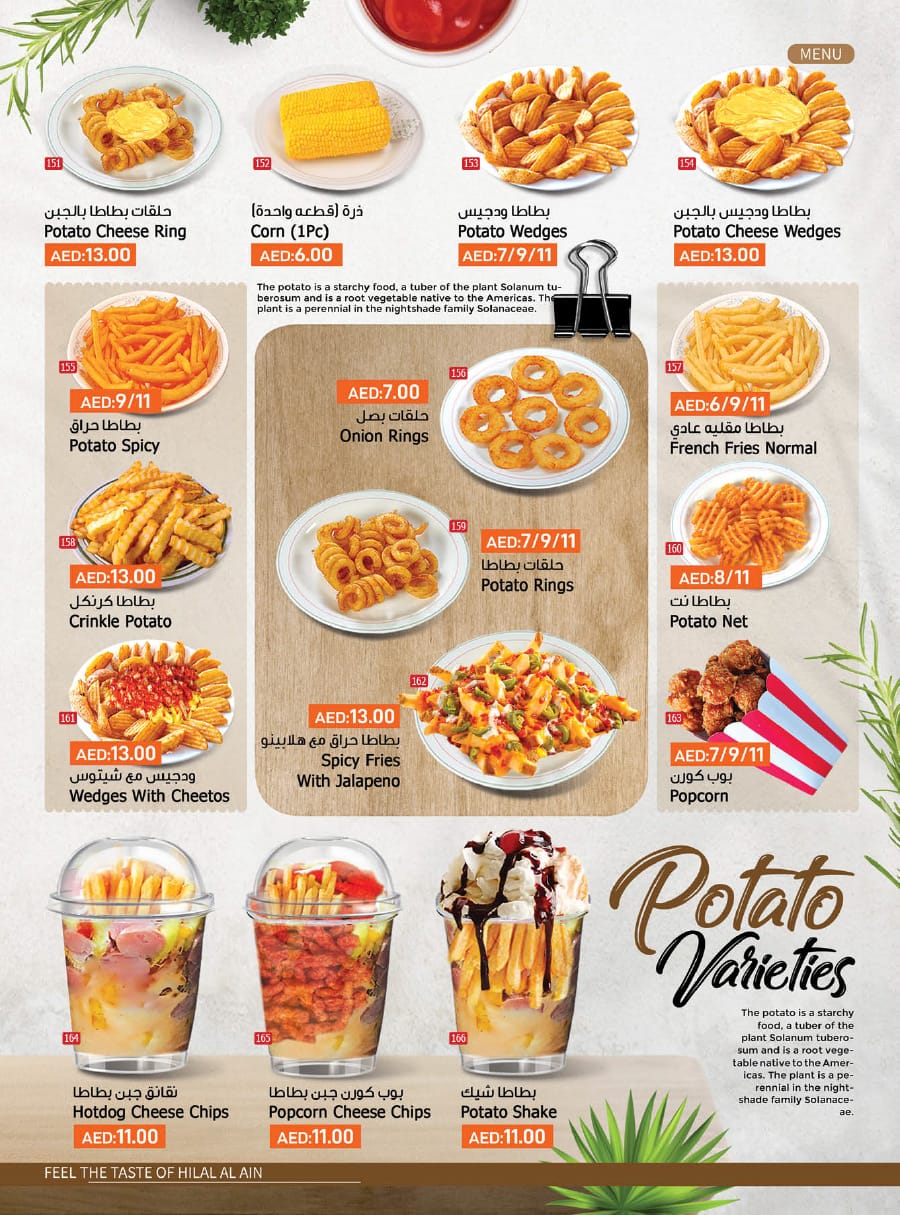 MENU
151
حلقات بطاطا بالجبن
Potato Cheese Ring
AED:13.00
152
ذرة (قطعه واحدة)
Corn (1Pc)
AED:6.00
153
بطاطا ودجيس
Potato Wedges
AED:7/9/11
154
بطاطا ودجيس بالجبن
Potato Cheese Wedges
AED:13.00
The potato is a starchy food, a tuber of the plant Solanum tu-
berosum and is a root vegetable native to the Americas. The
plant is a perennial in the nightshade family Solanaceae.
155
AED:9/11
بطاطا حراق
Potato Spicy
156
AED:7.00
حلقات بصل
Onion Rings
157
AED:6/9/11
بطاطا مقليه عادي
French Fries Normal
158
AED:13.00
بطاطا كرنكل
Crinkle Potato
159
AED:7/9/11
حلقات بطاطا
Potato Rings
160
AED:8/11
بطاطا نت
Potato Net
161
AED:13.00
ودجيس مع شيتوس
Wedges With Cheetos
162
AED:13.00
بطاطا حراق مع هلابينو
Spicy Fries
With Jalapeno
163
AED:7/9/11
بوب كورن
Popcorn
164
نقانق جبن بطاطا
Hotdog Cheese Chips
AED:11.00
165
بوب كورن جبن بطاطا
Popcorn Cheese Chips
AED:11.00
166
بطاطا شيك
Potato Shake
AED:11.00
Potato
Varieties
The potato is a starchy
food, a tuber of the
plant Solanum tubero-
sum and is a root vege-
table native to the Amer-
icas. The plant is a pe-
rennial in the night-
shade family Solanace-
ae.
FEEL THE TASTE OF HILAL AL AIN